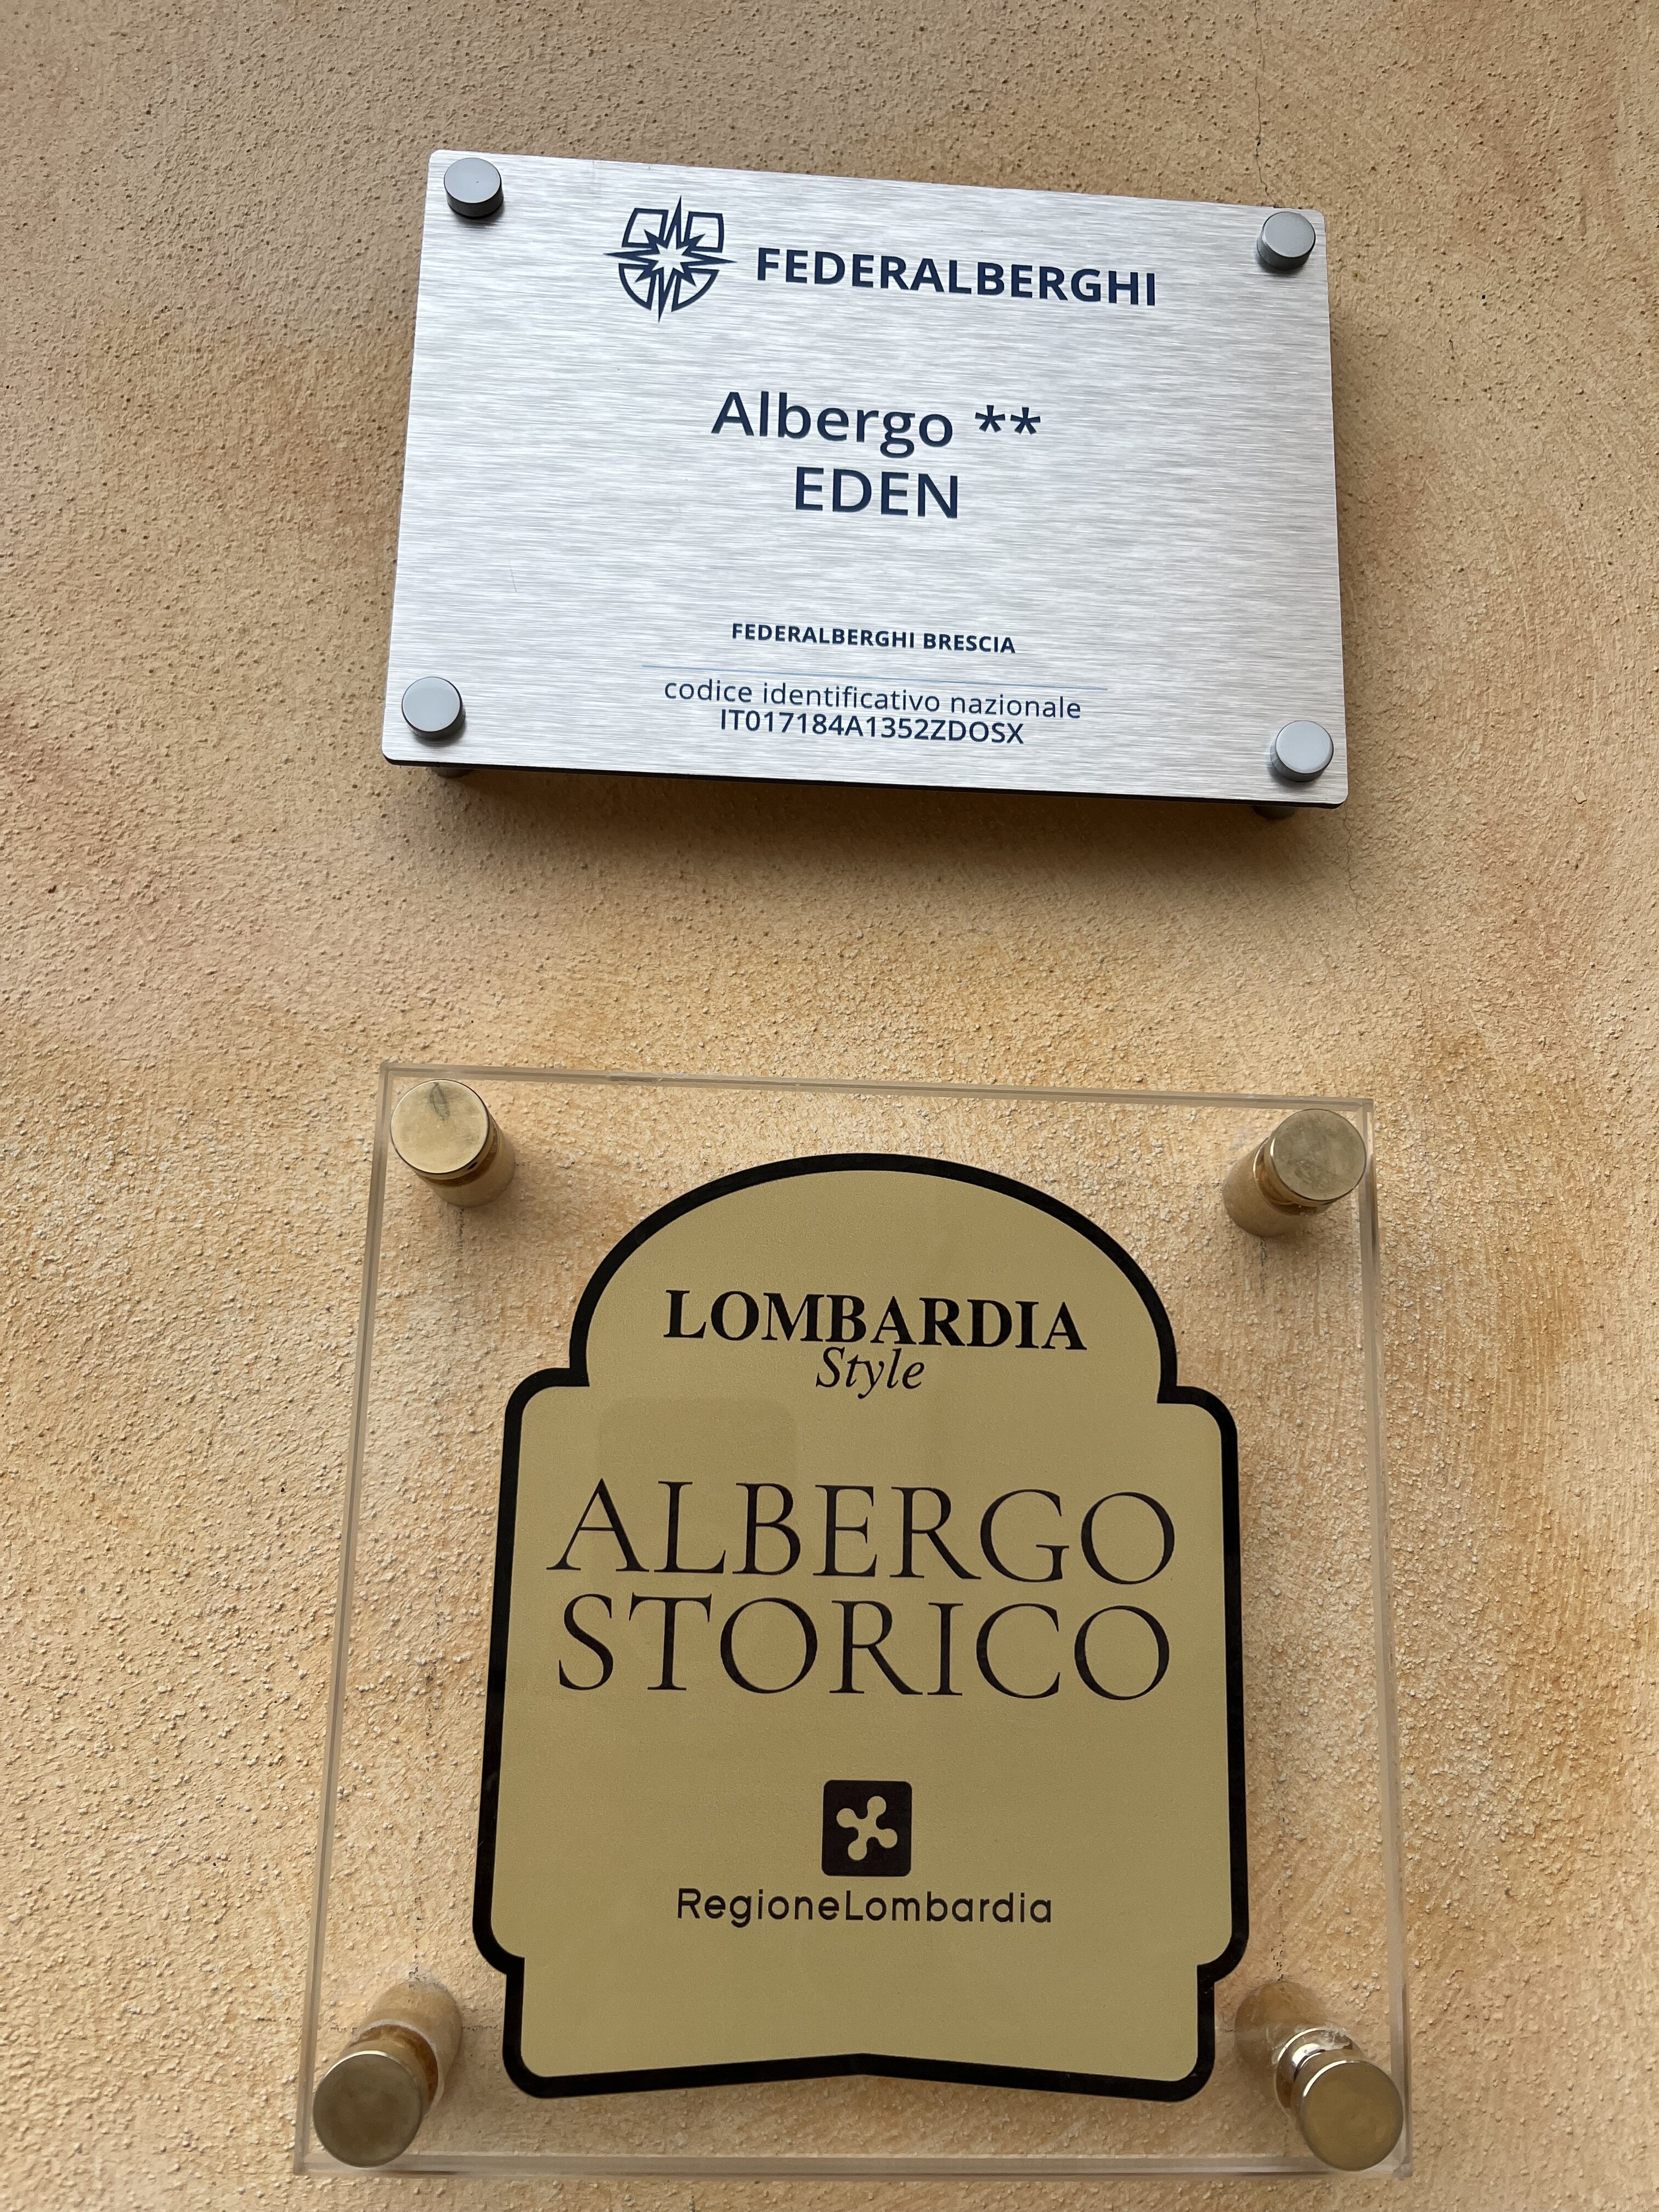 FEDERALBERGHI
Albergo **
EDEN
FEDERALBERGHI BRESCIA
codice identificativo nazionale
IT017184A1352ZDOSX
LOMBARDIA
Style
ALBERGO
STORICO
RegioneLombardia